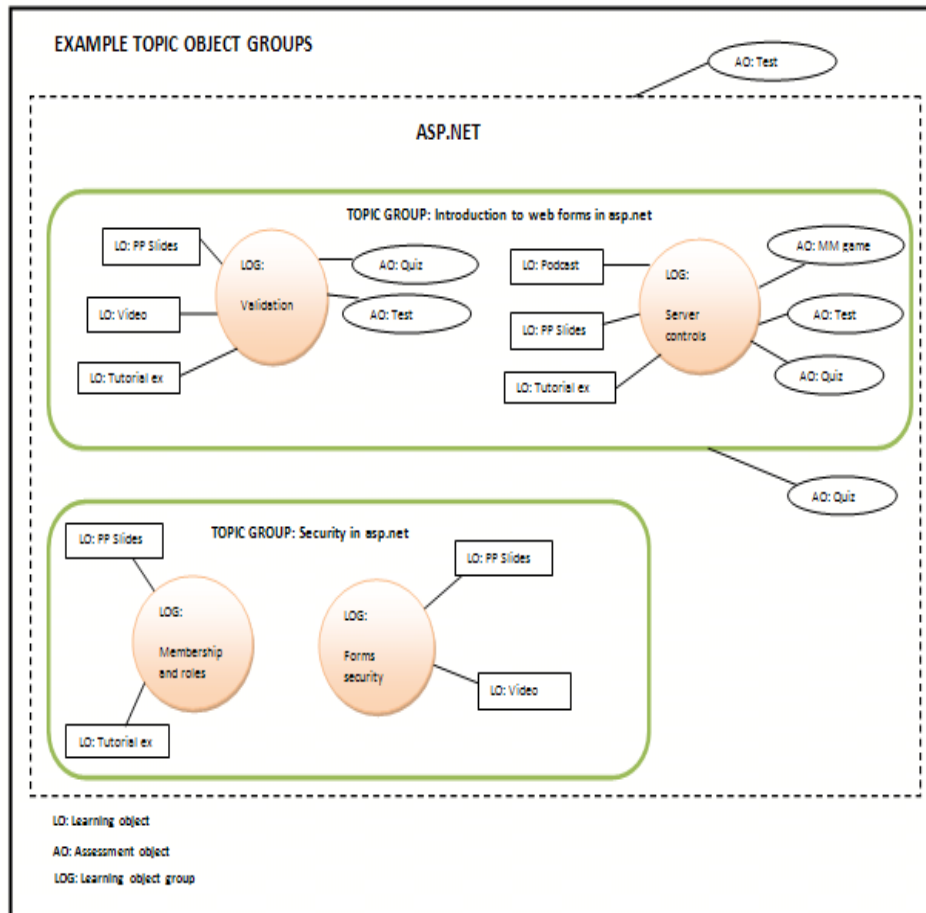 EXAMPLE TOPIC OBJECT GROUPS
AO: Test
ASP.NET
TOPIC GROUP: Introduction to web forms in asp.net
LO: PP Slides
LOG:
Validation
AO: Quiz
LO: Video
AO: Test
LO: Tutorial ex
LO: Podcast
LOG:
Server
controls
AO: MM game
LO: PP Slides
AO: Test
LO: Tutorial ex
AO: Quiz
AO: Quiz
TOPIC GROUP: Security in asp.net
LO: PP Slides
LOG:
Membership
and roles
LO: Tutorial ex
LO: PP Slides
LOG:
Forms
security
LO: Video
LO: Learning object
AO: Assessment object
LOG: Learning object group